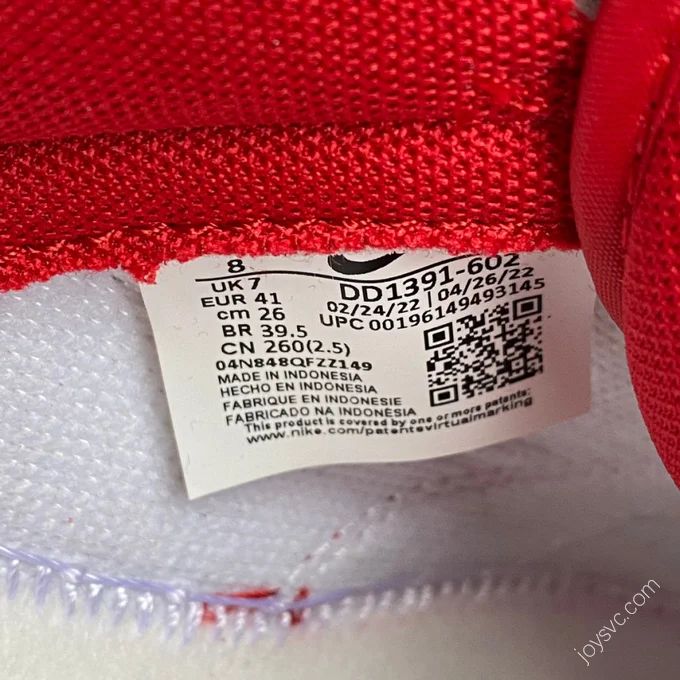 8
UK 7
EUR 41
cm 26
BR 39.5
CN 260(2.5)
04N848QFZZ149
MADE IN INDONESIA
HECHO EN INDONESIA
FABRIQUE EN INDONESIE
FABRICADO NA INDONÈSIA
This product is covered by one or more patents:
www.nike.com/patentsvirtualmarking
DD1391-602
02/24/22 | 04/26/22
UPC 00196149493145
joysvc.com